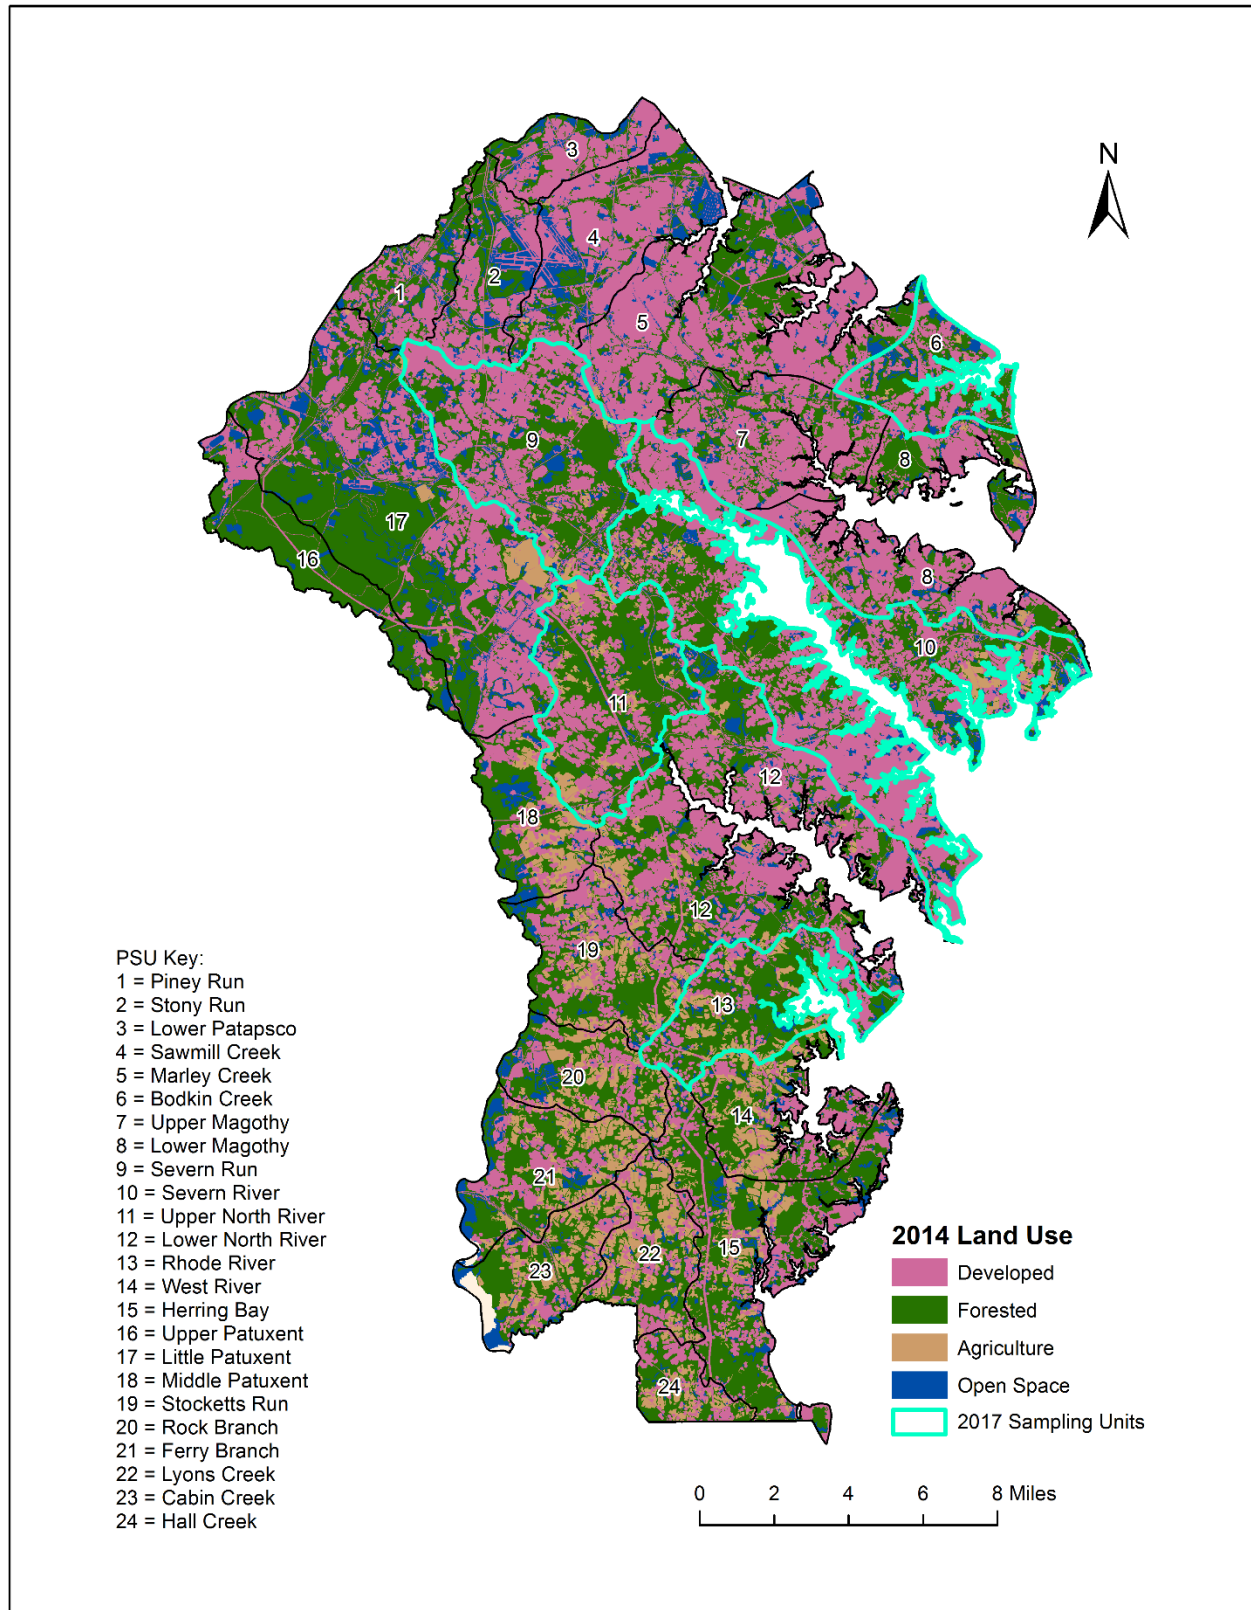 N
3
4
2
1
5
6
7
9
8
17
16
8
10
11
12
18
12
19
13
20
14
21
15
22
23
24
PSU Key:
1 = Piney Run
2 = Stony Run
3 = Lower Patapsco
4 = Sawmill Creek
5 = Marley Creek
6 = Bodkin Creek
7 = Upper Magothy
8 = Lower Magothy
9 = Severn Run
10 = Severn River
11 = Upper North River
12 = Lower North River
13 = Rhode River
14 = West River
15 = Herring Bay
16 = Upper Patuxent
17 = Little Patuxent
18 = Middle Patuxent
19 = Stocketts Run
20 = Rock Branch
21 = Ferry Branch
22 = Lyons Creek
23 = Cabin Creek
24 = Hall Creek
2014 Land Use
Developed
Forested
Agriculture
Open Space
2017 Sampling Units
0 2 4 6 8 Miles